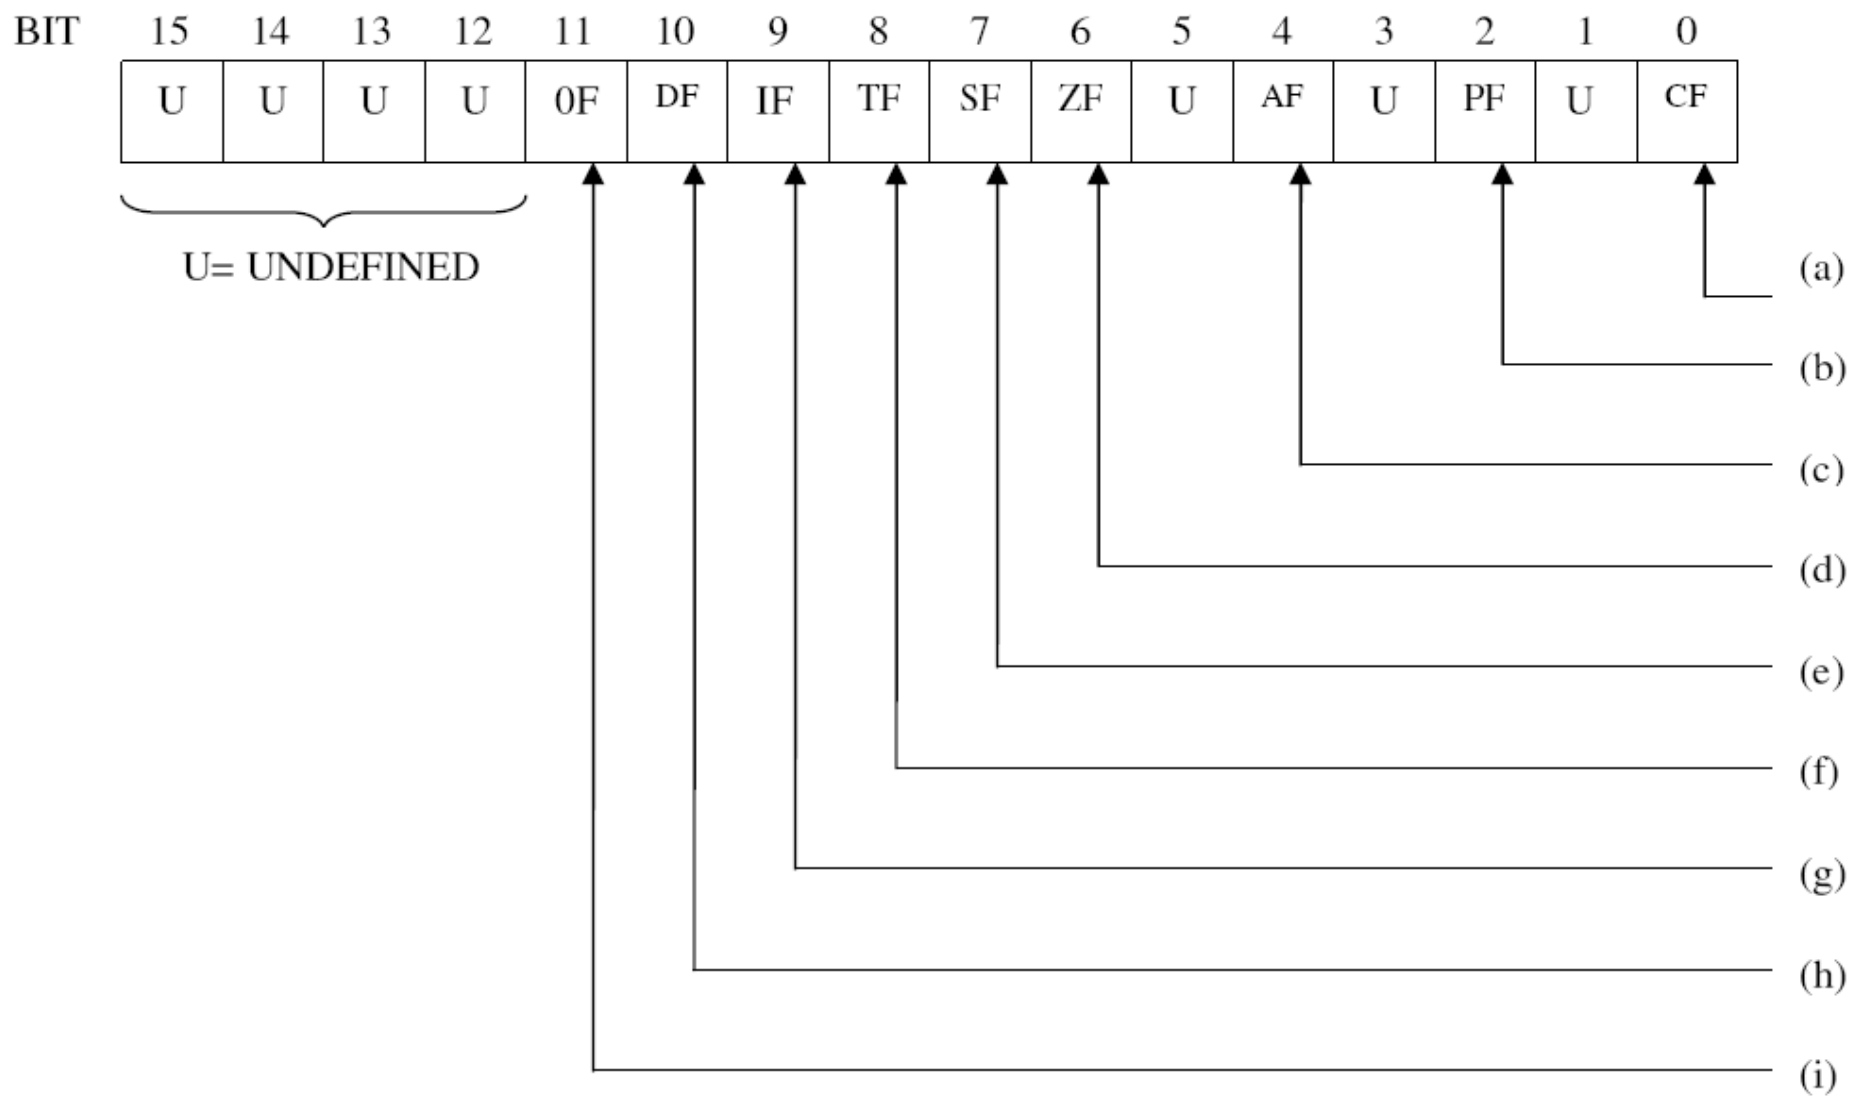 BIT 15 14 13 12 11 10 9 8 7 6 5 4 3 2 1 0
U U U U 0F DF IF TF SF ZF U AF U PF U CF
U= UNDEFINED
(a)
(b)
(c)
(d)
(e)
(f)
(g)
(h)
(i)